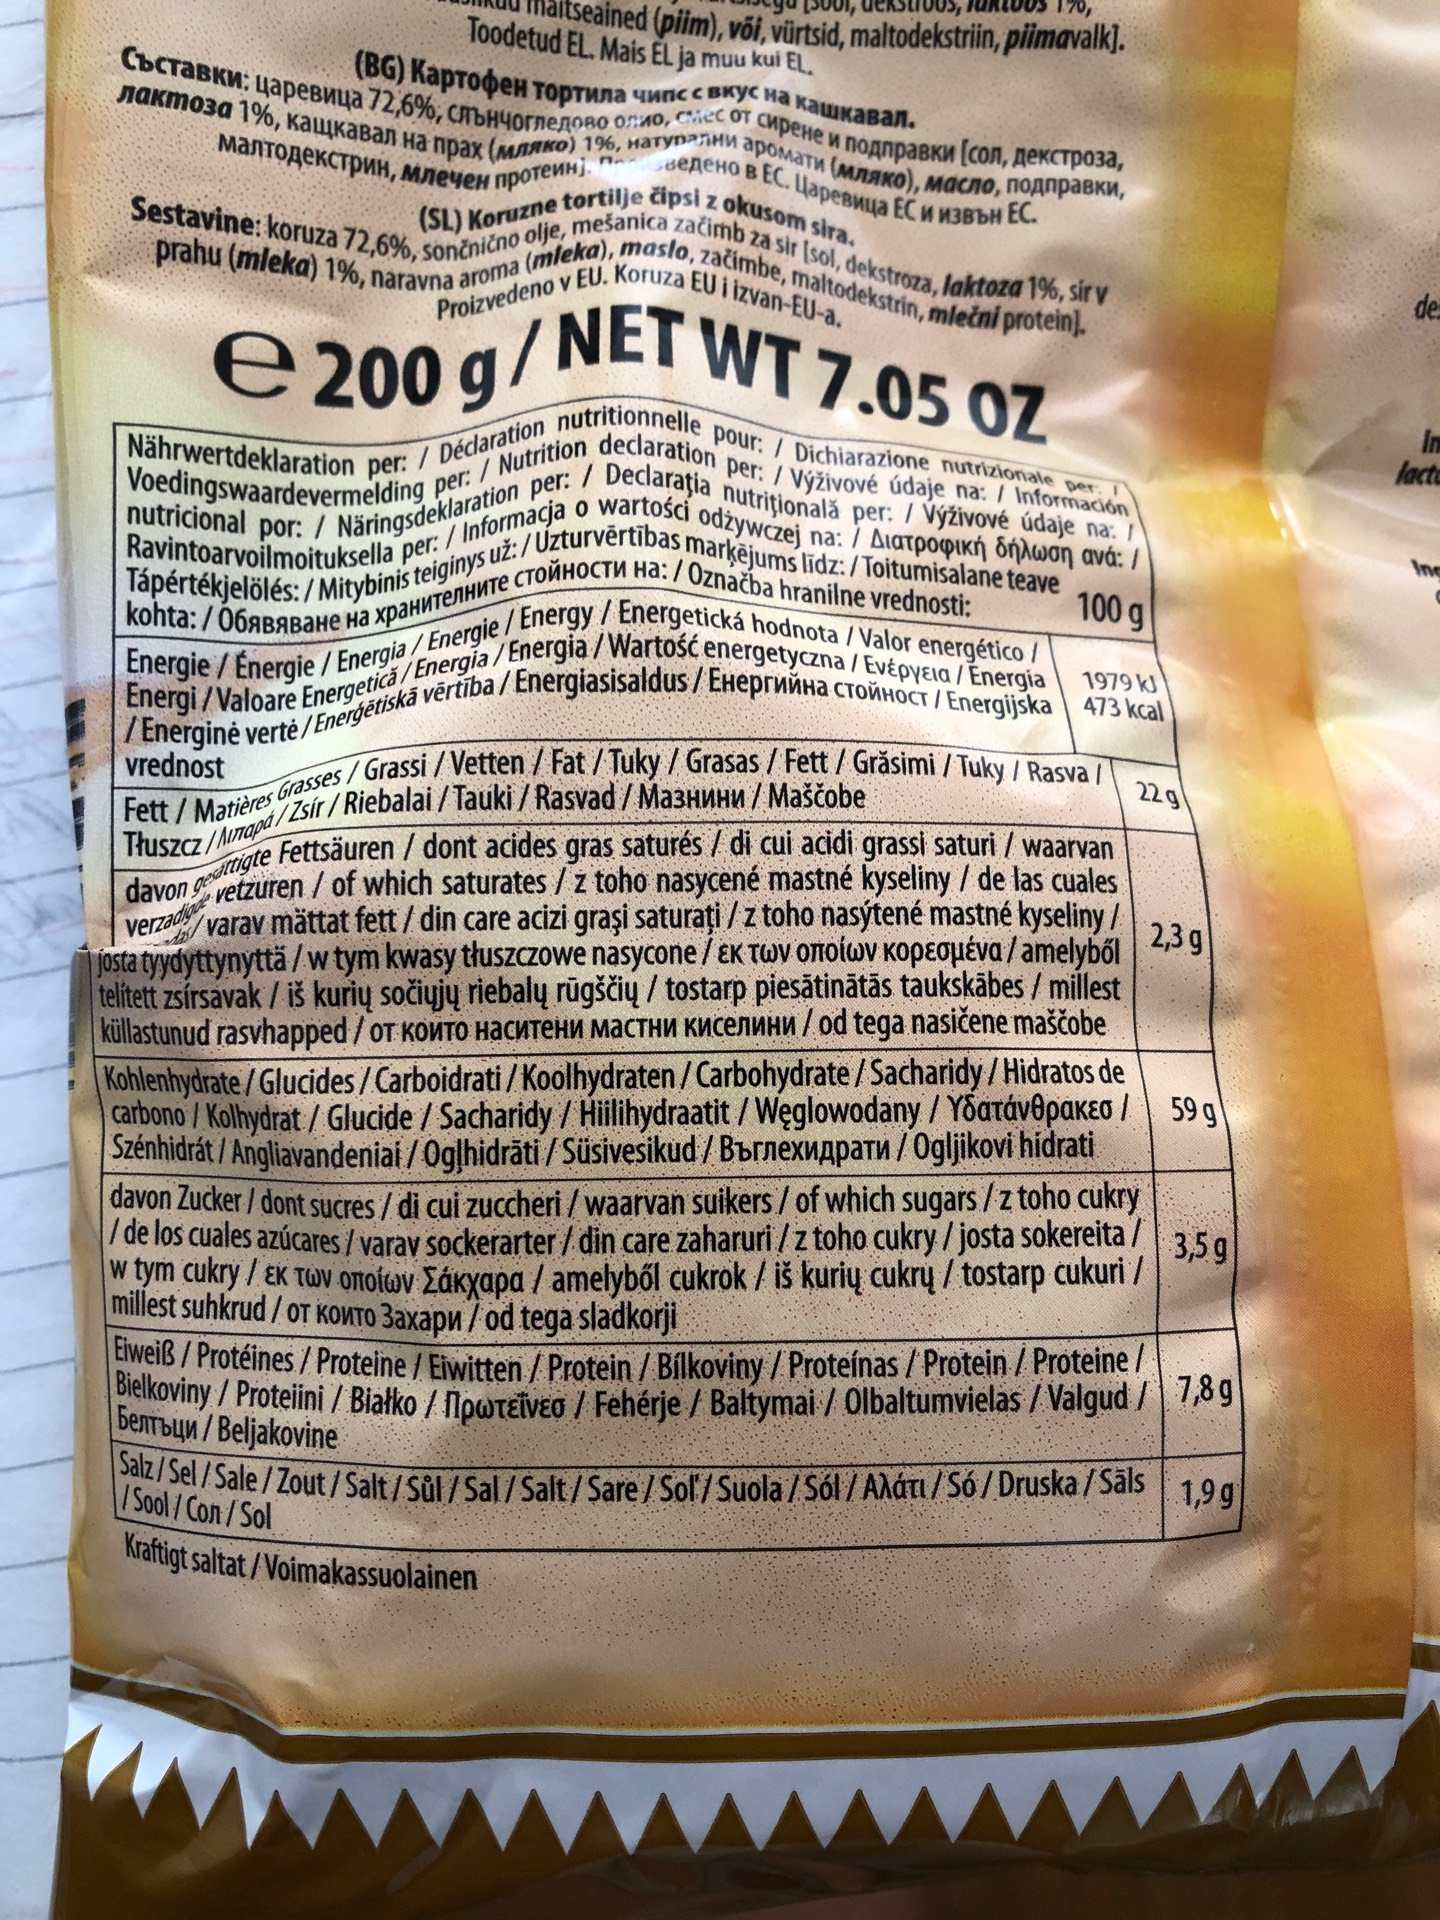 maitseained (piim), või, vürtsid, maltodekstriin, piimavalk].
Toodetud EL. Mais EL ja muu kui EL.
(BG) Картофен тортила чипс с вкус на кашкавал.
Съставки: царевица 72,6%, слънчогледово олио, смес от сирене и подправки [сол, декстроза,
лактоза 1%, кащкавал на прах (мляко) 1%, натурални аромати (мляко), масло, подправки,
малтодекстрин, млечен протеин]. Произведено в ЕС. Царевица ЕС и извън ЕС.
(SL) Koruzne tortilje čipsi z okusom sira.
Sestavine: koruza 72,6%, sončnično olje, mešanica začimb za sir [sol, dekstroza, laktoza 1%, sir v
prahu (mleka) 1%, naravna aroma (mleka), maslo, začimbe, maltodekstrin, mlečni protein].
Proizvedeno v EU. Koruza EU i izvan-EU-a.
e 200 g / NET WT 7.05 OZ
Nährwertdeklaration per: / Déclaration nutritionnelle pour: / Dichiarazione nutrizionale per: /
Voedingswaardevermelding per: / Nutrition declaration per: / Výživové údaje na: / Información
nutricional por: / Näringsdeklaration per: / Declaraţia nutriţională per: / Výživové údaje na: /
Ravintoarvoilmoituksella per: / Informacja o wartości odżywczej na: / Διατροφική δήλωση ανά: /
Tápértékjelölés: / Mitybinis teiginys už: / Uzturvērtības marķējums līdz: / Toitumisalane teave
kohta: / Обявяване на хранителните стойности на: / Označba hranilne vrednosti: 100 g
Energie / Énergie / Energia / Energie / Energy / Energetická hodnota / Valor energético /
Energi / Valoare Energetică / Energia / Energia / Wartość energetyczna / Ενέργεια / Energia 1979 kJ
/ Energinė vertė / Enerģētiskā vērtība / Energiasisaldus / Енергийна стойност / Energijska 473 kcal
vrednost
Fett / Matières Grasses / Grassi / Vetten / Fat / Tuky / Grasas / Fett / Grăsimi / Tuky / Rasva / 22 g
Tłuszcz / Λιπαρά / Zsír / Riebalai / Tauki / Rasvad / Мазнини / Maščobe
davon gesättigte Fettsäuren / dont acides gras saturés / di cui acidi grassi saturi / waarvan
verzadigde vetzuren / of which saturates / z toho nasycené mastné kyseliny / de las cuales
/ varav mättat fett / din care acizi graşi saturaţi / z toho nasýtené mastné kyseliny / 2,3 g
josta tyydyttynyttä / w tym kwasy tłuszczowe nasycone / εκ των οποίων κορεσμένα / amelyből
telített zsírsavak / iš kurių sočiųjų riebalų rūgščių / tostarp piesātinātās taukskābes / millest
küllastunud rasvhapped / от които наситени мастни киселини / od tega nasičene maščobe
Kohlenhydrate / Glucides / Carboidrati / Koolhydraten / Carbohydrate / Sacharidy / Hidratos de
carbono / Kolhydrat / Glucide / Sacharidy / Hiilihydraatit / Węglowodany / Υδατάνθρακεσ / 59 g
Szénhidrát / Angliavandeniai / Ogļhidrāti / Süsivesikud / Въглехидрати / Ogljikovi hidrati
davon Zucker / dont sucres / di cui zuccheri / waarvan suikers / of which sugars / z toho cukry
/ de los cuales azúcares / varav sockerarter / din care zaharuri / z toho cukry / josta sokereita / 3,5 g
w tym cukry / εκ των οποίων Σάκχαρα / amelyből cukrok / iš kurių cukrų / tostarp cukuri /
millest suhkrud / от които Захари / od tega sladkorji
Eiweiß / Protéines / Proteine / Eiwitten / Protein / Bílkoviny / Proteínas / Protein / Proteine /
Bielkoviny / Proteiini / Białko / Πρωτεΐνεσ / Fehérje / Baltymai / Olbaltumvielas / Valgud / 7,8 g
Белтъци / Beljakovine
Salz / Sel / Sale / Zout / Salt / Sůl / Sal / Salt / Sare / Soľ / Suola / Sól / Αλάτι / Só / Druska / Sāls 1,9 g
/ Sool / Сол / Sol
Kraftigt saltat / Voimakassuolainen